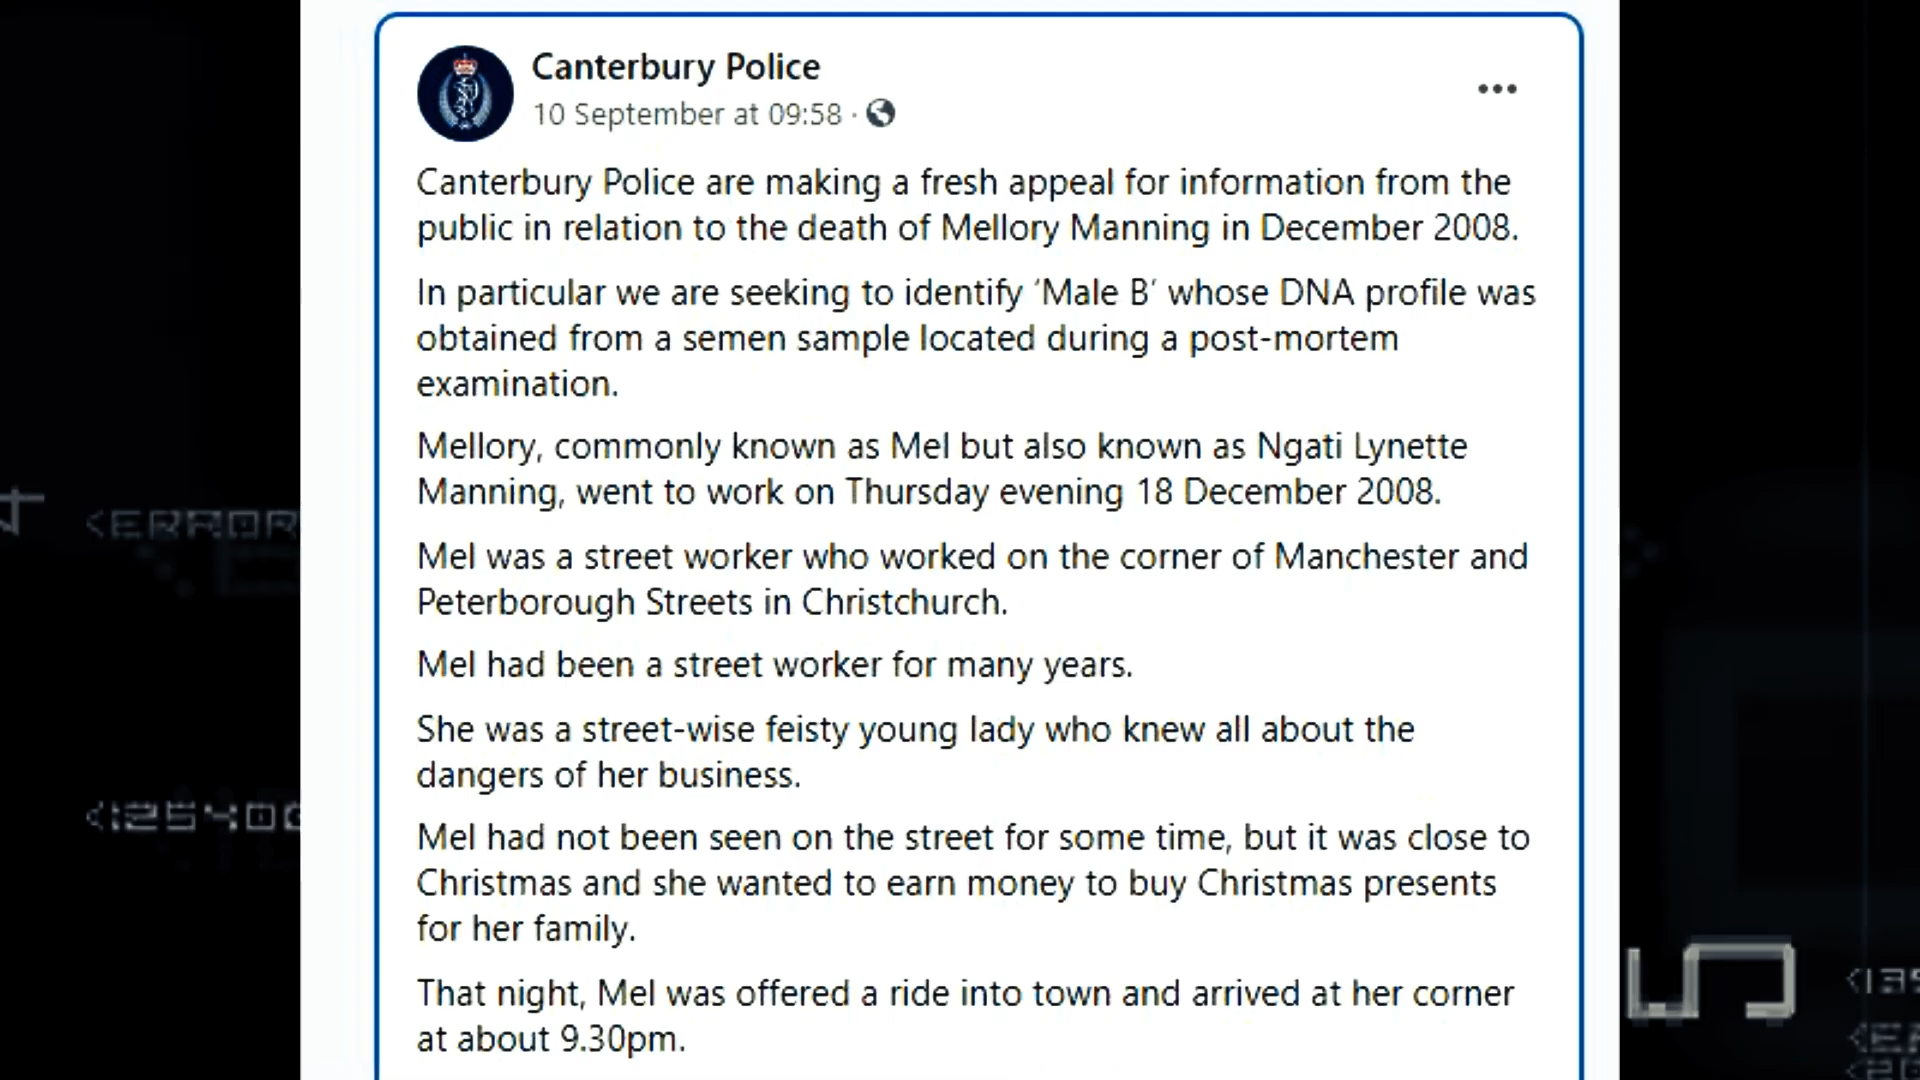 Canterbury Police
10 September at 09:58 ·
Canterbury Police are making a fresh appeal for information from the
public in relation to the death of Mellory Manning in December 2008.
In particular we are seeking to identify ‘Male B’ whose DNA profile was
obtained from a semen sample located during a post-mortem
examination.
Mellory, commonly known as Mel but also known as Ngati Lynette
Manning, went to work on Thursday evening 18 December 2008.
Mel was a street worker who worked on the corner of Manchester and
Peterborough Streets in Christchurch.
Mel had been a street worker for many years.
She was a street-wise feisty young lady who knew all about the
dangers of her business.
Mel had not been seen on the street for some time, but it was close to
Christmas and she wanted to earn money to buy Christmas presents
for her family.
That night, Mel was offered a ride into town and arrived at her corner
at about 9.30pm.
<ERROR